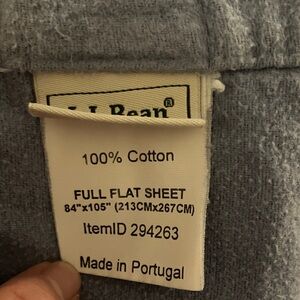 L.L.Bean®
100% Cotton
FULL FLAT SHEET
84"x105" (213CMx267CM)
ItemID 294263
Made in Portugal